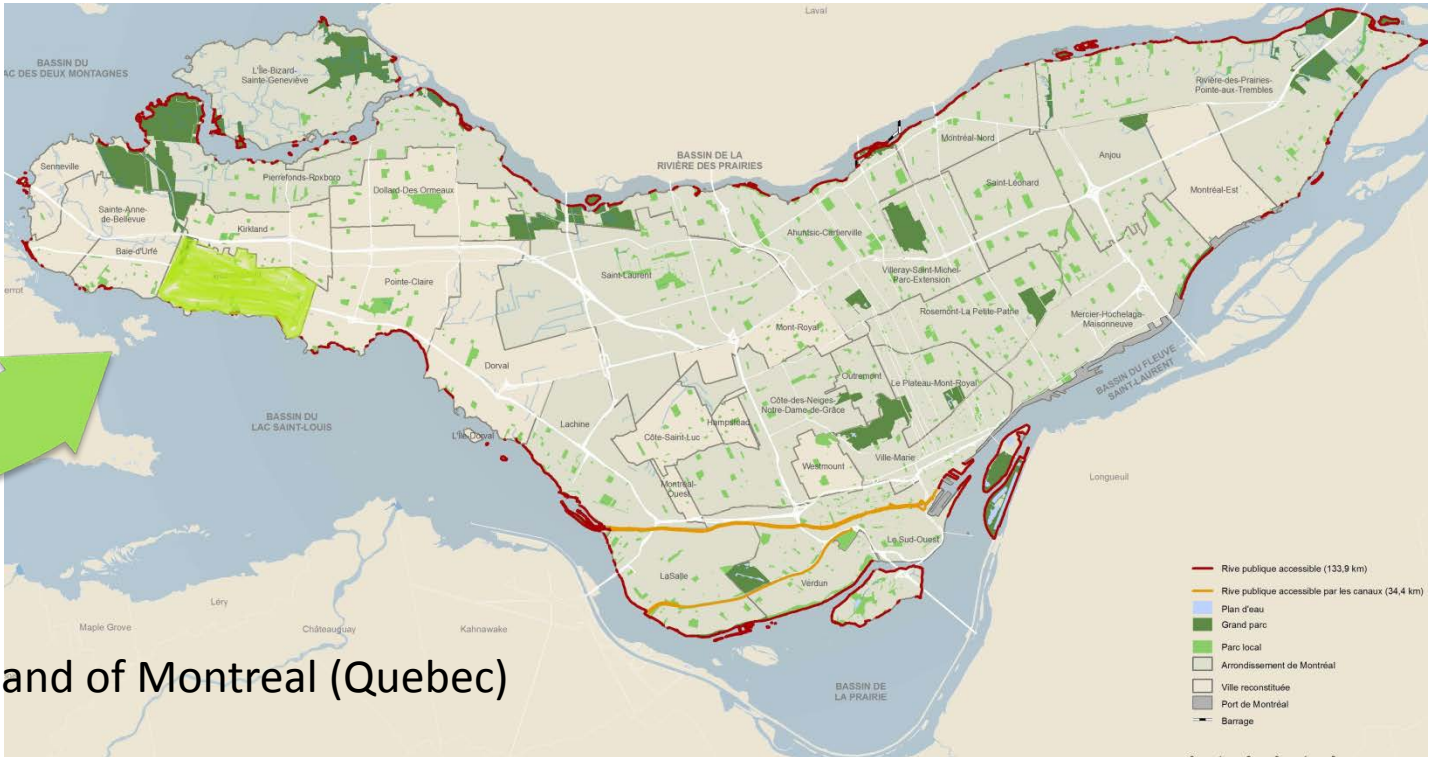 Laval
BASSIN DU
AC DES DEUX MONTAGNES
L'Île-Bizard-
Sainte-Geneviève
Rivière-des-Prairies-
Pointe-aux-Trembles
Montréal-Nord
BASSIN DE LA
RIVIÈRE DES PRAIRIES
Anjou
Senneville
Pierrefonds-Roxboro
Saint-Léonard
Dollard-Des Ormeaux
Montréal-Est
Sainte-Anne-
de-Bellevue
Kirkland
Ahuntsic-Cartierville
Baie-d'Urfé
Saint-Laurent
Villeray-Saint-Michel-
Parc-Extension
Pointe-Claire
errot
Rosemont-La Petite-Patrie
Mercier-Hochelaga-
Maisonneuve
Mont-Royal
Dorval
Outremont
Le Plateau-Mont-Royal
BASSIN DU FLEUVE
SAINT-LAURENT
Côte-des-Neiges-
Notre-Dame-de-Grâce
BASSIN DU
LAC SAINT-LOUIS
Lachine
Hampstead
L'Île-Dorval
Côte-Saint-Luc
Ville-Marie
Westmount
Longueuil
Montréal-
Ouest
Le Sud-Ouest
LaSalle
Verdun
Léry
Maple Grove
Châteauguay
Kahnawake
and of Montreal (Quebec)
BASSIN DE
LA PRAIRIE
Rive publique accessible (133,9 km)
Rive publique accessible par les canaux (34,4 km)
Plan d'eau
Grand parc
Parc local
Arrondissement de Montréal
Ville reconstituée
Port de Montréal
Barrage